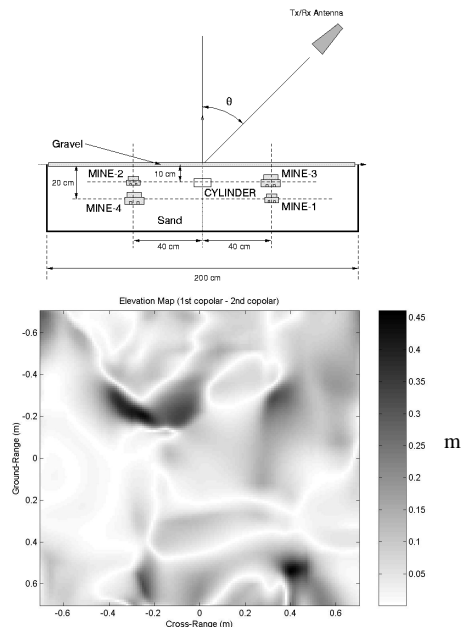 Tx/Rx Antenna
θ
Gravel
MINE-2
10 cm
MINE-3
20 cm
CYLINDER
MINE-4
MINE-1
Sand
40 cm
40 cm
200 cm
Elevation Map (1st copolar - 2nd copolar)
-0.6
-0.4
-0.2
0
0.2
0.4
0.6
Ground-Range (m)
-0.6
-0.4
-0.2
0
0.2
0.4
0.6
Cross-Range (m)
0.45
0.4
0.35
0.3
0.25
0.2
0.15
0.1
0.05
m